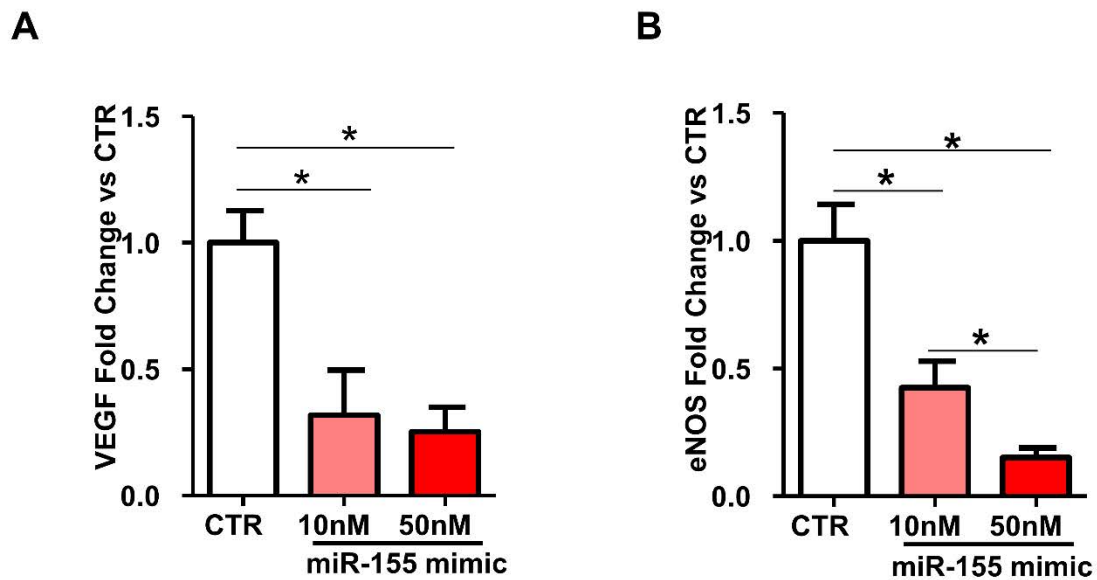 A
VEGF Fold Change vs CTR
1.5
1.0
0.5
0.0
*
*
CTR
10nM
50nM
miR-155 mimic
B
eNOS Fold Change vs CTR
1.5
1.0
0.5
0.0
*
*
*
CTR
10nM
50nM
miR-155 mimic